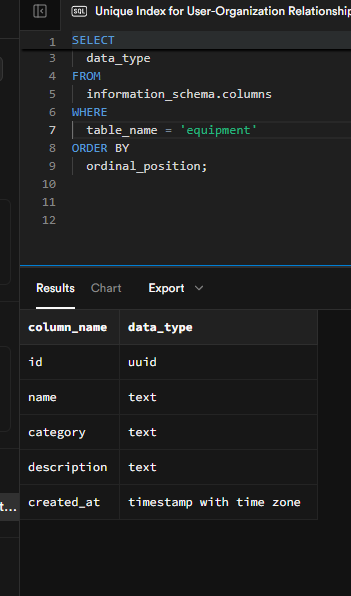 SQL Unique Index for User-Organization Relationship
1 SELECT
3 data_type
4 FROM
5 information_schema.columns
6 WHERE
7 table_name = 'equipment'
8 ORDER BY
9 ordinal_position;
10
11
12
Results Chart Export
column_name data_type
id uuid
name text
category text
description text
t...
created_at timestamp with time zone